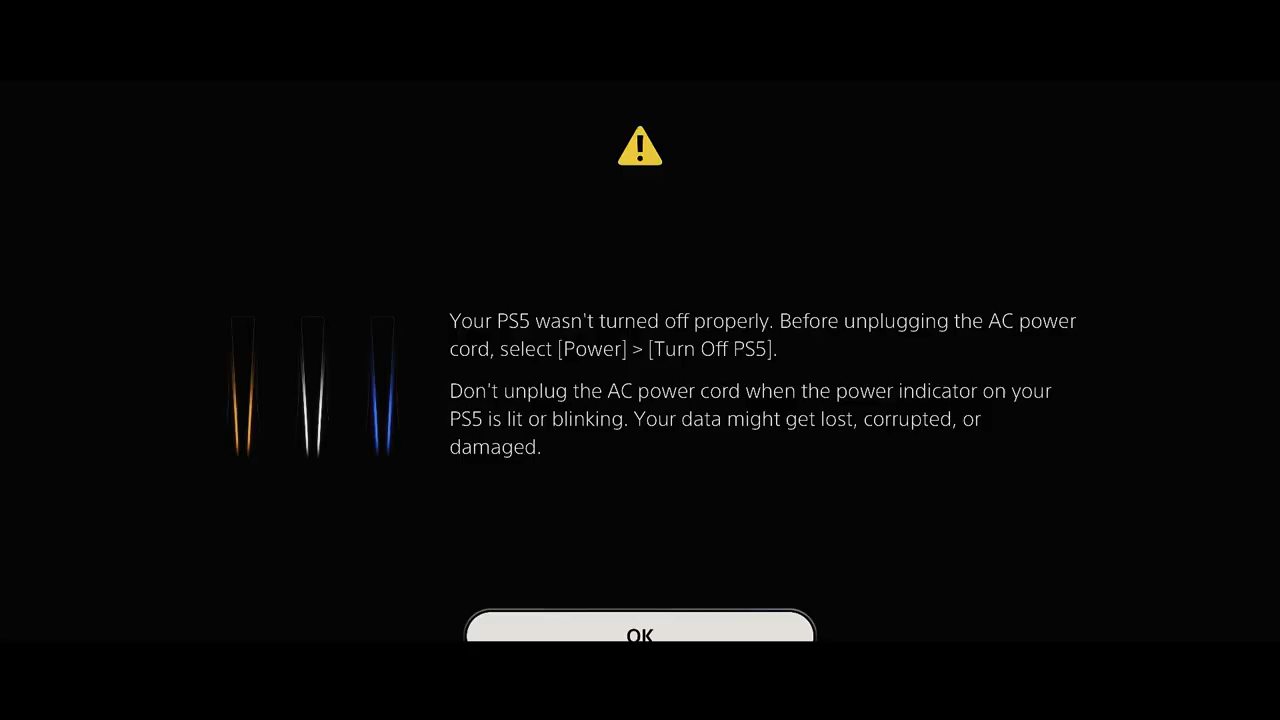 Your PS5 wasn't turned off properly. Before unplugging the AC power
cord, select [Power] > [Turn Off PS5].
Don't unplug the AC power cord when the power indicator on your
PS5 is lit or blinking. Your data might get lost, corrupted, or
damaged.
OK